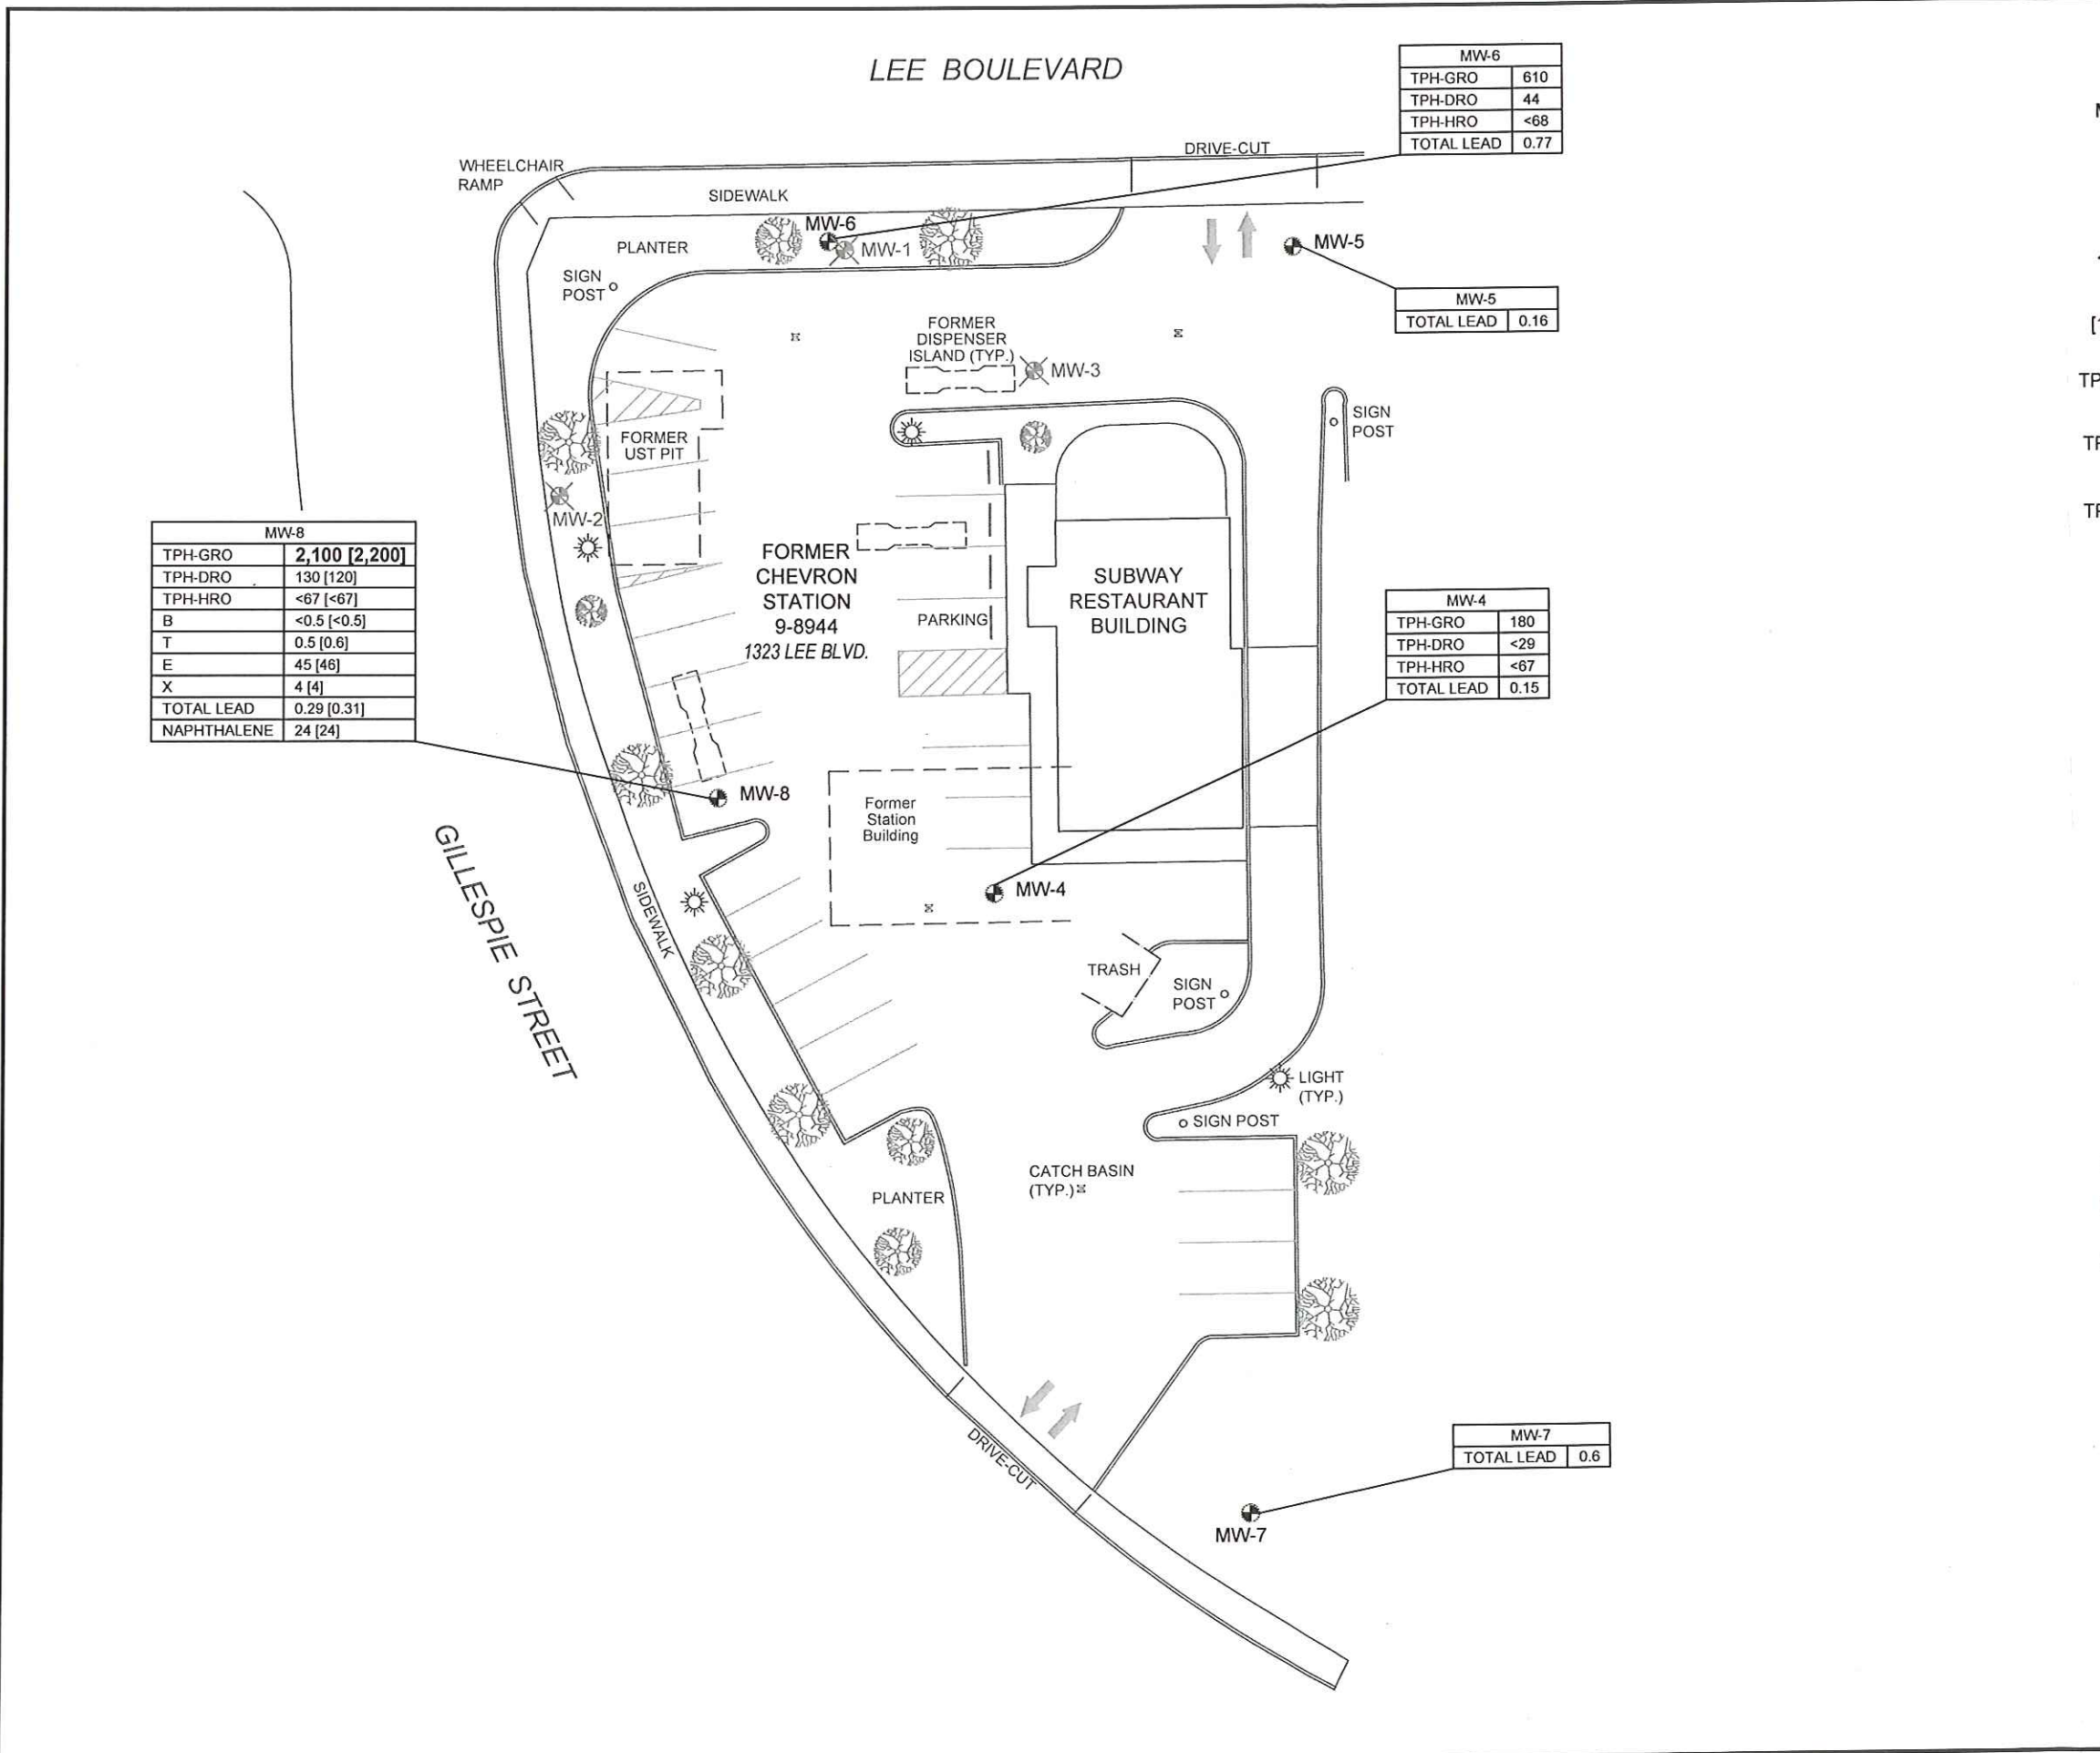 LEE BOULEVARD
MW-6
TPH-GRO 610
TPH-DRO 44
TPH-HRO <68
TOTAL LEAD 0.77
DRIVE-CUT
WHEELCHAIR
RAMP
SIDEWALK
MW-6
MW-1
PLANTER
MW-5
SIGN
POST
MW-5
TOTAL LEAD 0.16
FORMER
DISPENSER
ISLAND (TYP.)
MW-3
SIGN
POST
FORMER
UST PIT
MW-2
MW-8
TPH-GRO 2,100 [2,200]
TPH-DRO 130 [120]
TPH-HRO <67 [<67]
B <0.5 [<0.5]
T 0.5 [0.6]
E 45 [46]
X 4 [4]
TOTAL LEAD 0.29 [0.31]
NAPHTHALENE 24 [24]
FORMER
CHEVRON
STATION
9-8944
1323 LEE BLVD.
PARKING
SUBWAY
RESTAURANT
BUILDING
MW-4
TPH-GRO 180
TPH-DRO <29
TPH-HRO <67
TOTAL LEAD 0.15
MW-8
Former
Station
Building
MW-4
GILLESPIE STREET
SIDEWALK
TRASH
SIGN
POST
LIGHT
(TYP.)
SIGN POST
CATCH BASIN
(TYP.)
PLANTER
DRIVE-CUT
MW-7
TOTAL LEAD 0.6
MW-7